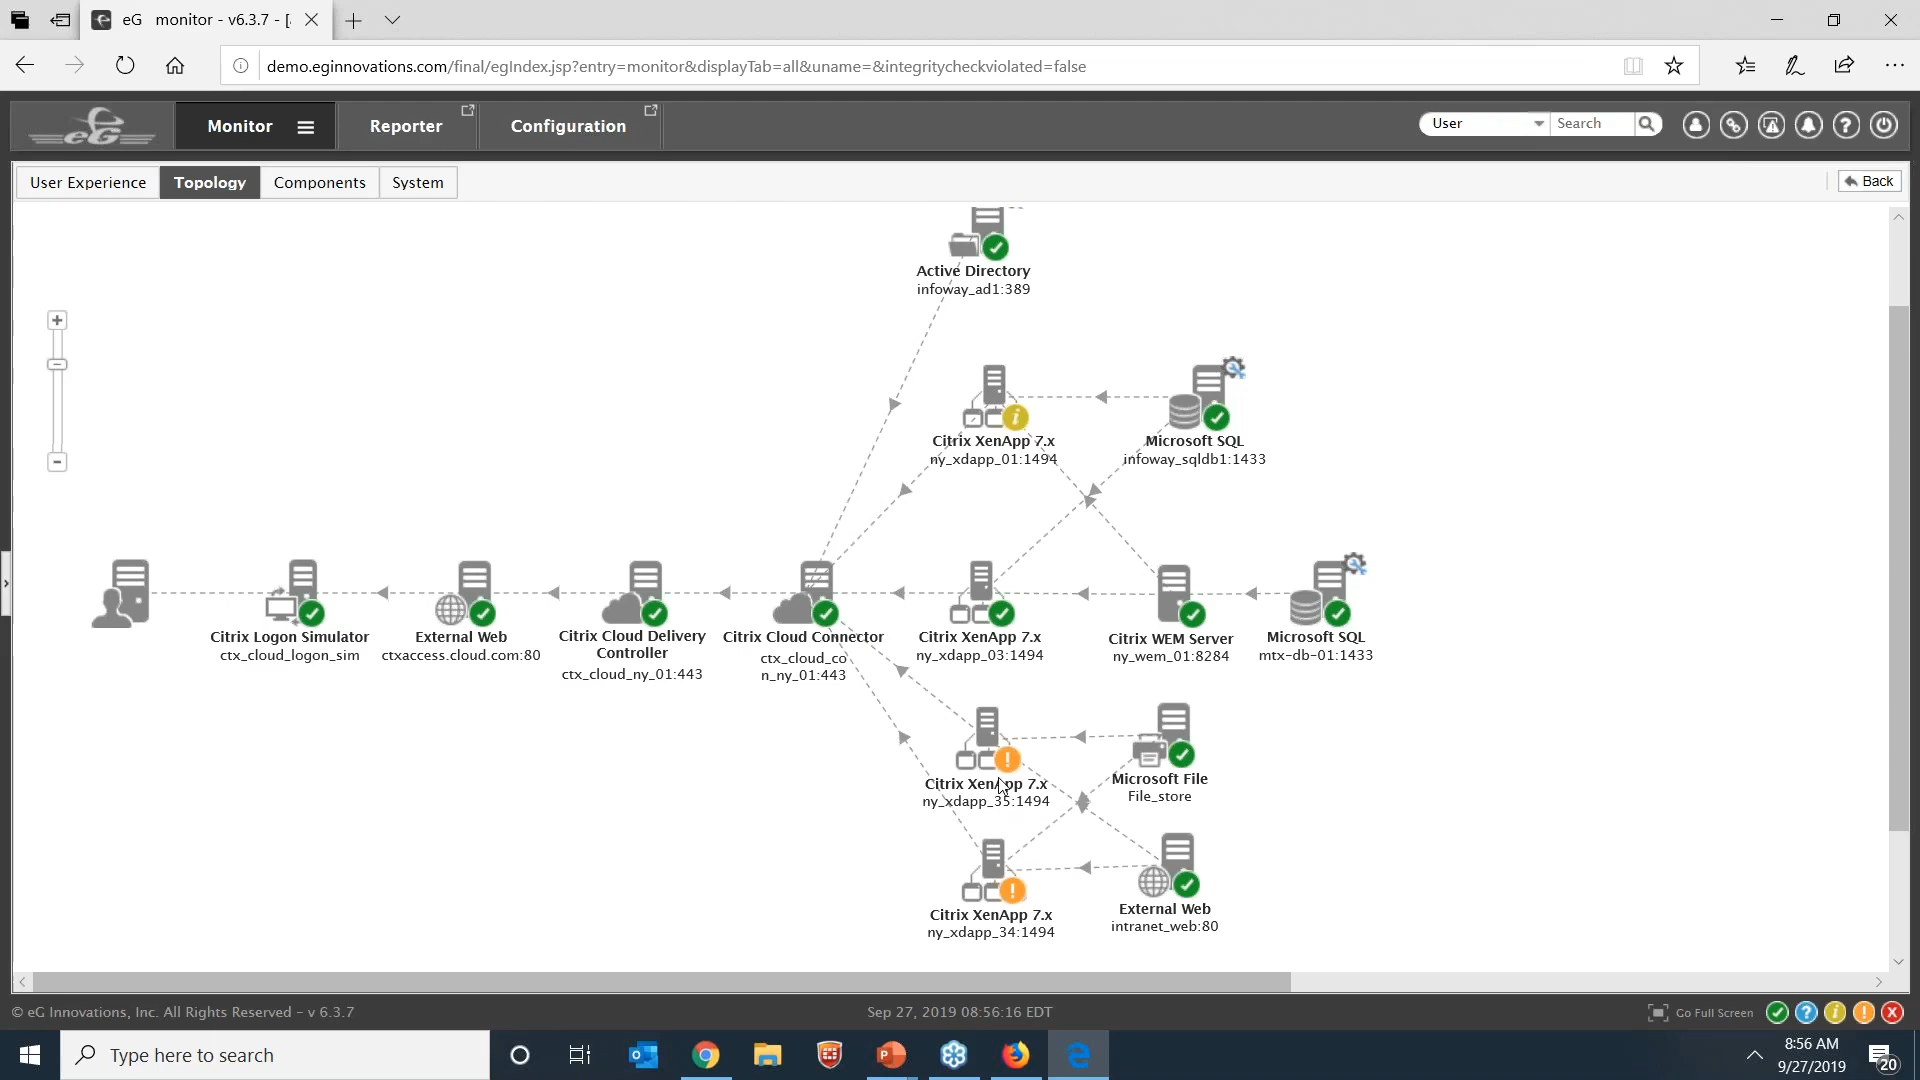 eG monitor - v6.3.7 - [
demo.eginnovations.com/final/egIndex.jsp?entry=monitor&displayTab=all&uname=&integritycheckviolated=false
eG
Monitor
Reporter
Configuration
User
Search
User Experience
Topology
Components
System
Back
Active Directory
infoway_ad1:389
Citrix XenApp 7.x
ny_xdapp_01:1494
Microsoft SQL
infoway_sqldb1:1433
Citrix Logon Simulator
ctx_cloud_logon_sim
External Web
ctxaccess.cloud.com:80
Citrix Cloud Delivery
Controller
ctx_cloud_ny_01:443
Citrix Cloud Connector
ctx_cloud_co
n_ny_01:443
Citrix XenApp 7.x
ny_xdapp_03:1494
Citrix WEM Server
ny_wem_01:8284
Microsoft SQL
mtx-db-01:1433
Citrix XenApp 7.x
ny_xdapp_35:1494
Microsoft File
File_store
Citrix XenApp 7.x
ny_xdapp_34:1494
External Web
intranet_web:80
© eG Innovations, Inc. All Rights Reserved - v 6.3.7
Sep 27, 2019 08:56:16 EDT
Go Full Screen
Type here to search
8:56 AM
9/27/2019
20